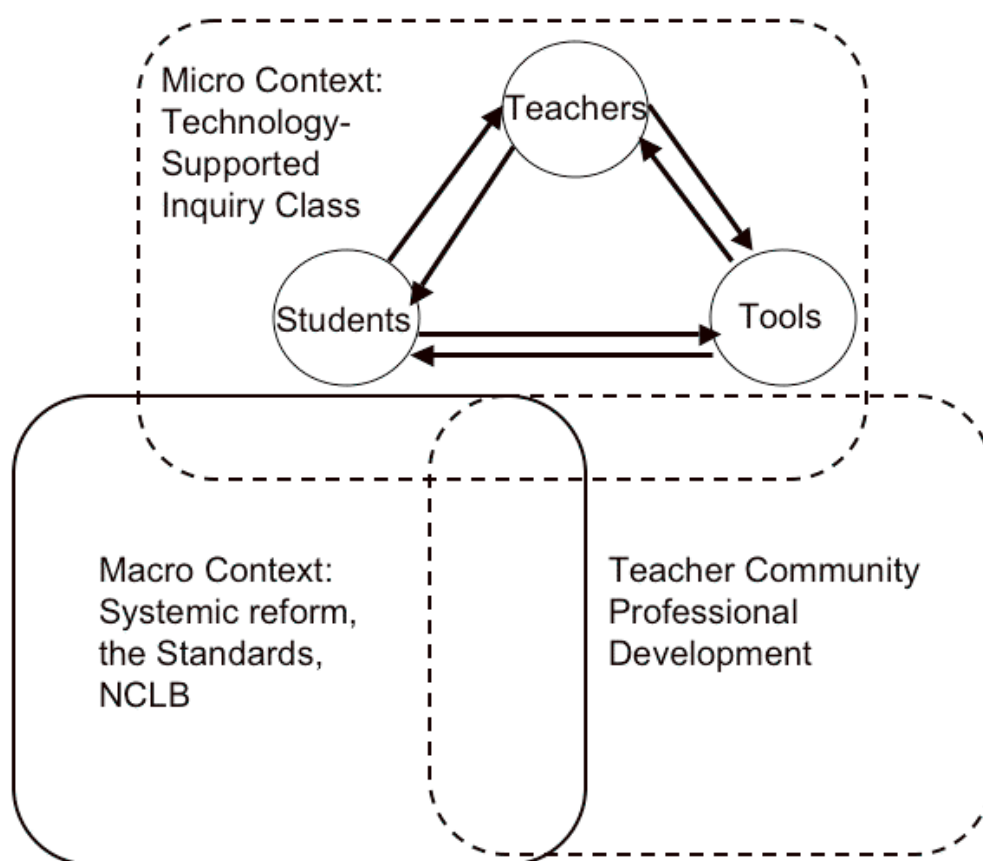 Micro Context:
Technology-
Supported
Inquiry Class
Teachers
Students
Tools
Macro Context:
Systemic reform,
the Standards,
NCLB
Teacher Community
Professional
Development